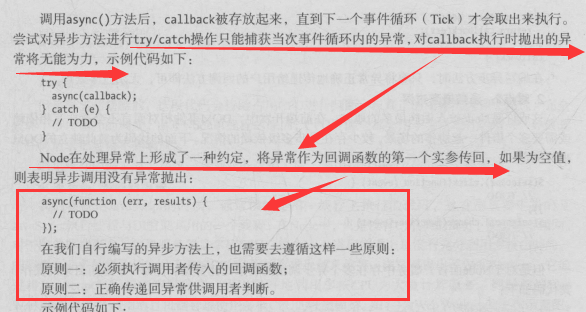 调用async()方法后，callback被存放起来，直到下一个事件循环（Tick）才会取出来执行。
尝试对异步方法进行try/catch操作只能捕获当次事件循环内的异常，对callback执行时抛出的异
常将无能为力，示例代码如下：
try {
  async(callback);
} catch (e) {
  // TODO
}
Node在处理异常上形成了一种约定，将异常作为回调函数的第一个实参传回，如果为空值，
则表明异步调用没有异常抛出：
async(function (err, results) {
  // TODO
});
在我们自行编写的异步方法上，也需要去遵循这样一些原则：
原则一：必须执行调用者传入的回调函数；
原则二：正确传递回异常供调用者判断。
示例代码如下：